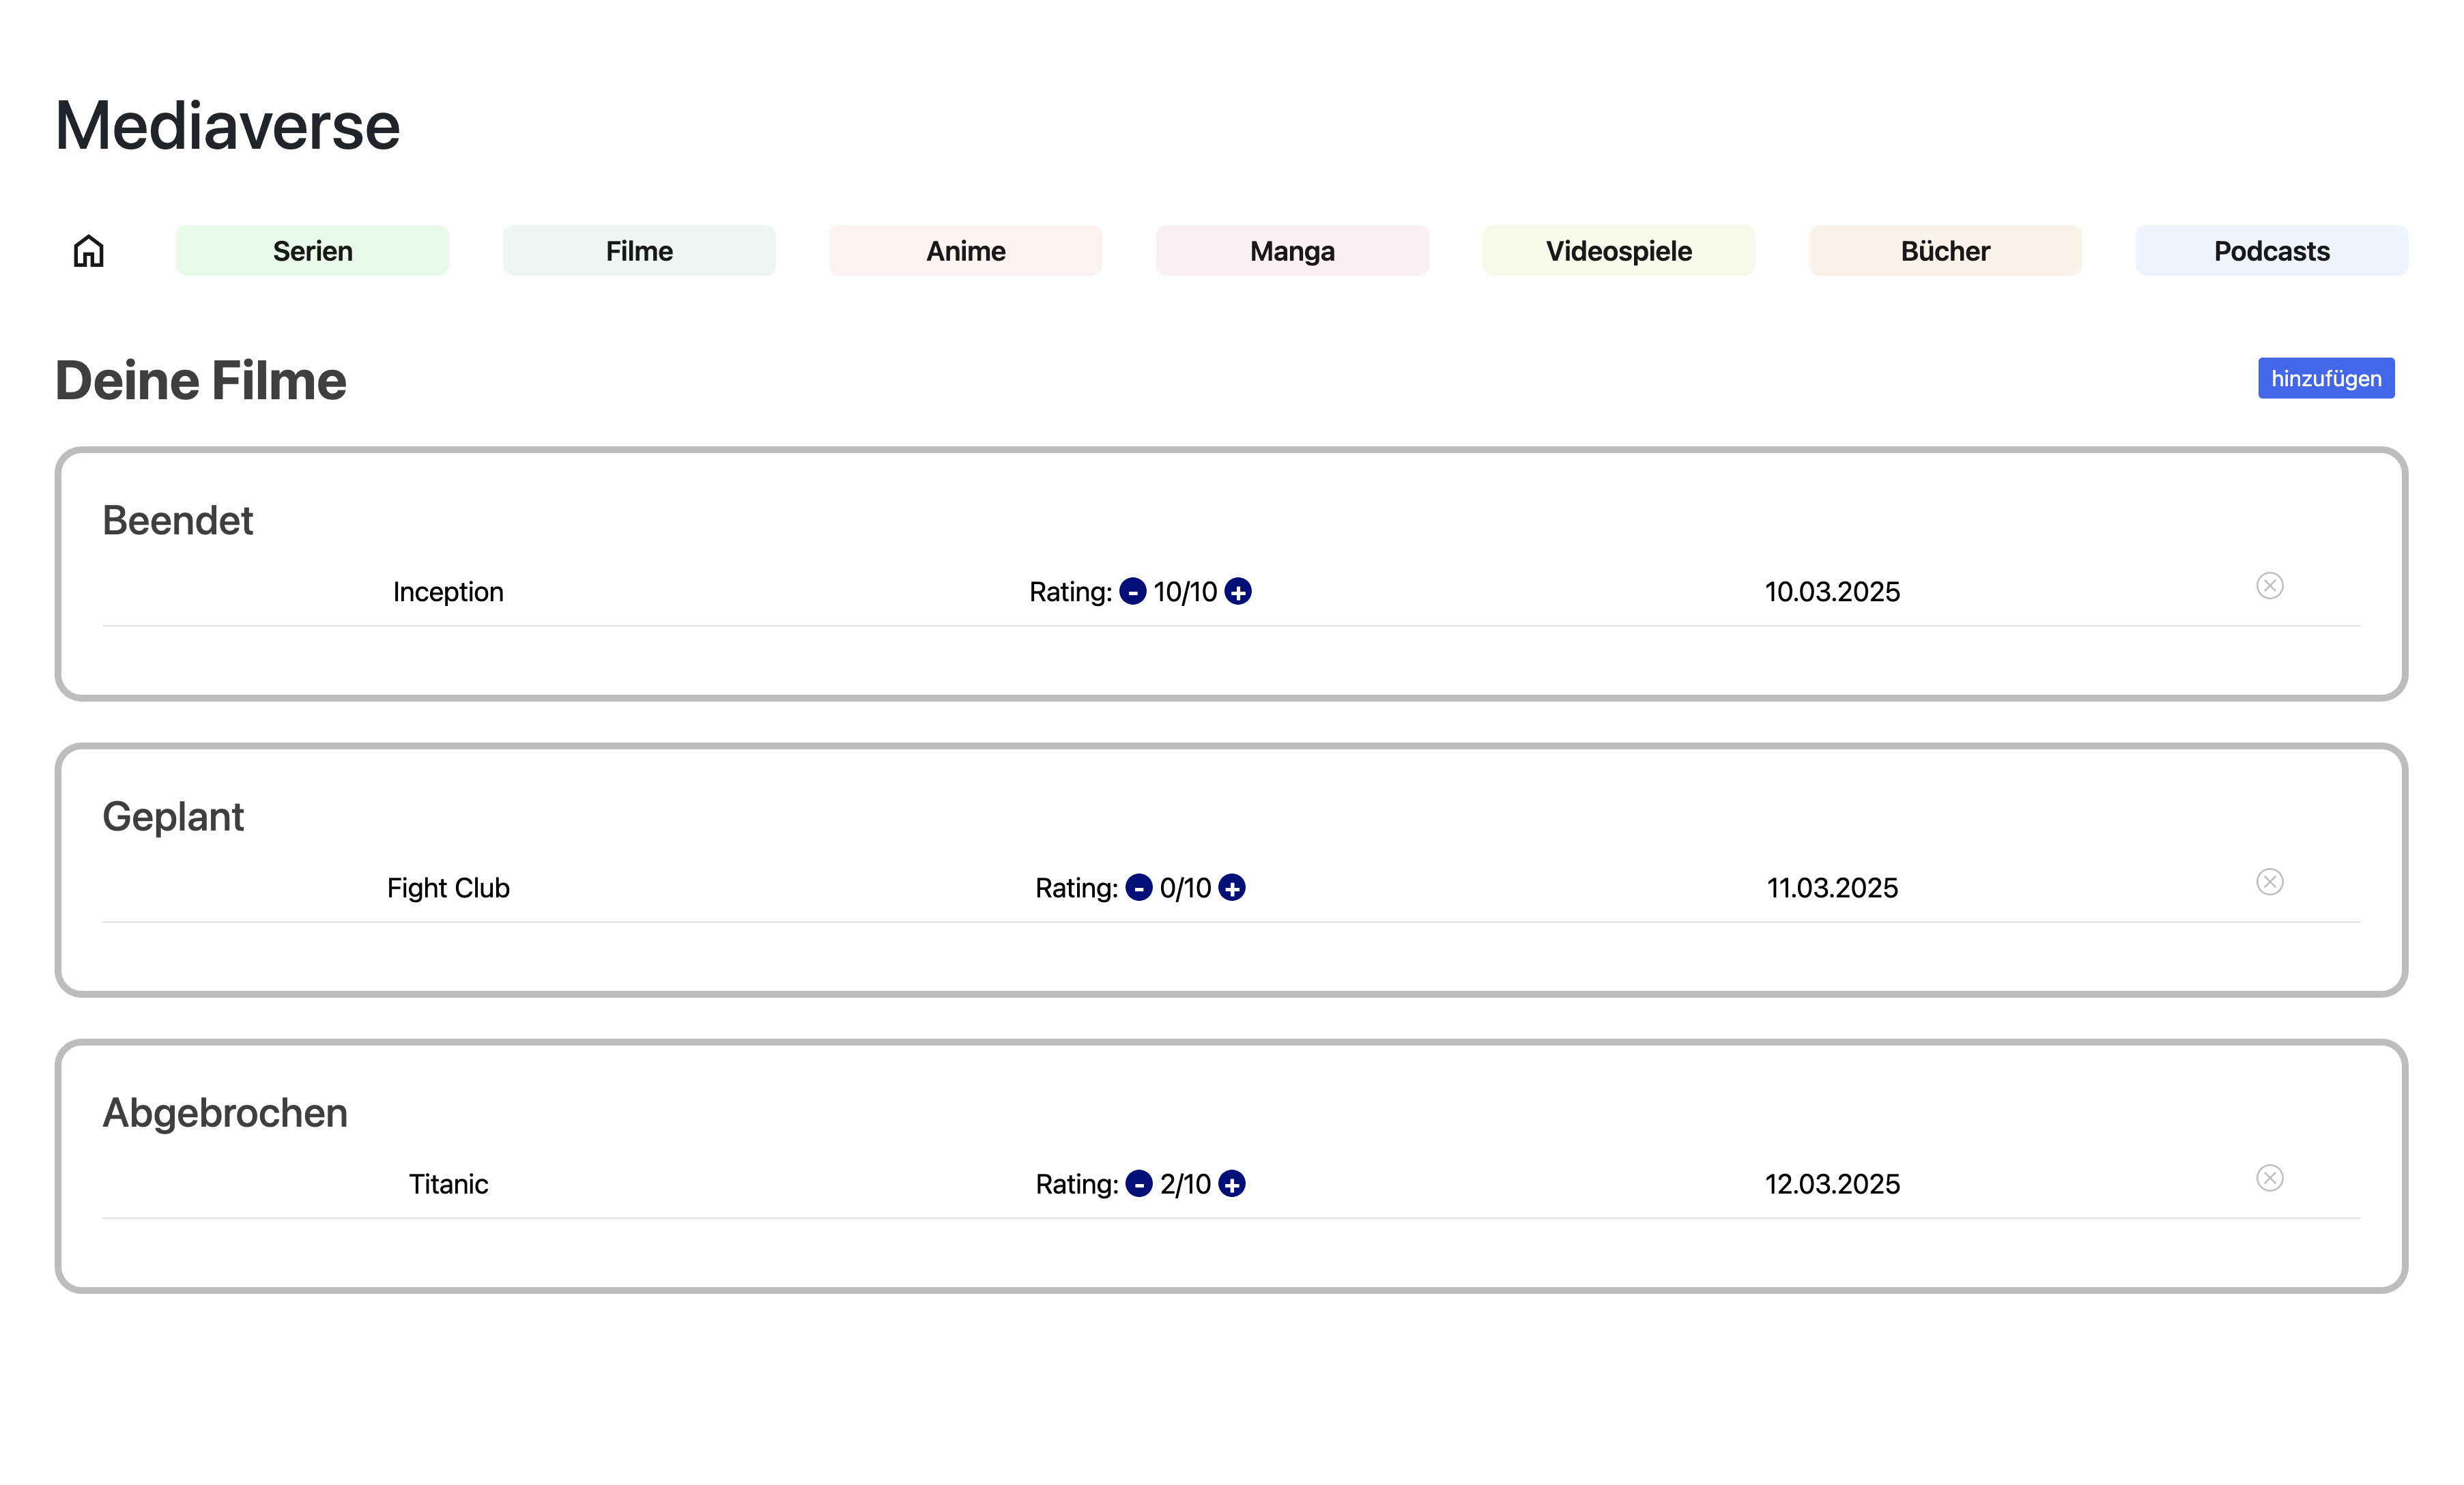 Mediaverse
Serien Filme Anime Manga Videospiele Bücher Podcasts
Deine Filme
hinzufügen
Beendet
Inception Rating: - 10/10 + 10.03.2025
Geplant
Fight Club Rating: - 0/10 + 11.03.2025
Abgebrochen
Titanic Rating: - 2/10 + 12.03.2025